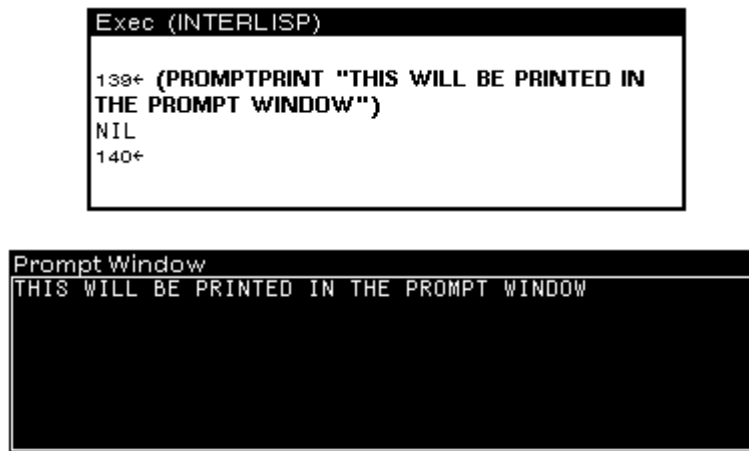 Exec (INTERLISP)
139← (PROMPTPRINT "THIS WILL BE PRINTED IN
THE PROMPT WINDOW")
NIL
140←
Prompt Window
THIS WILL BE PRINTED IN THE PROMPT WINDOW